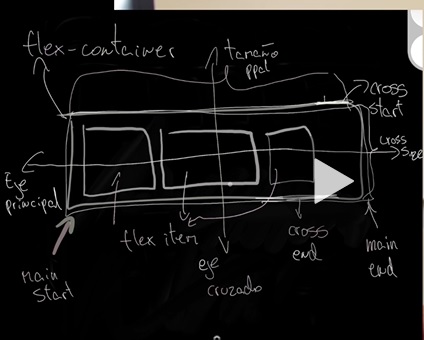 flex-container
tamaño
ppal
cross
start
cross
size
Eje
principal
flex item
cross
end
main
end
eje
cruzado
main
start